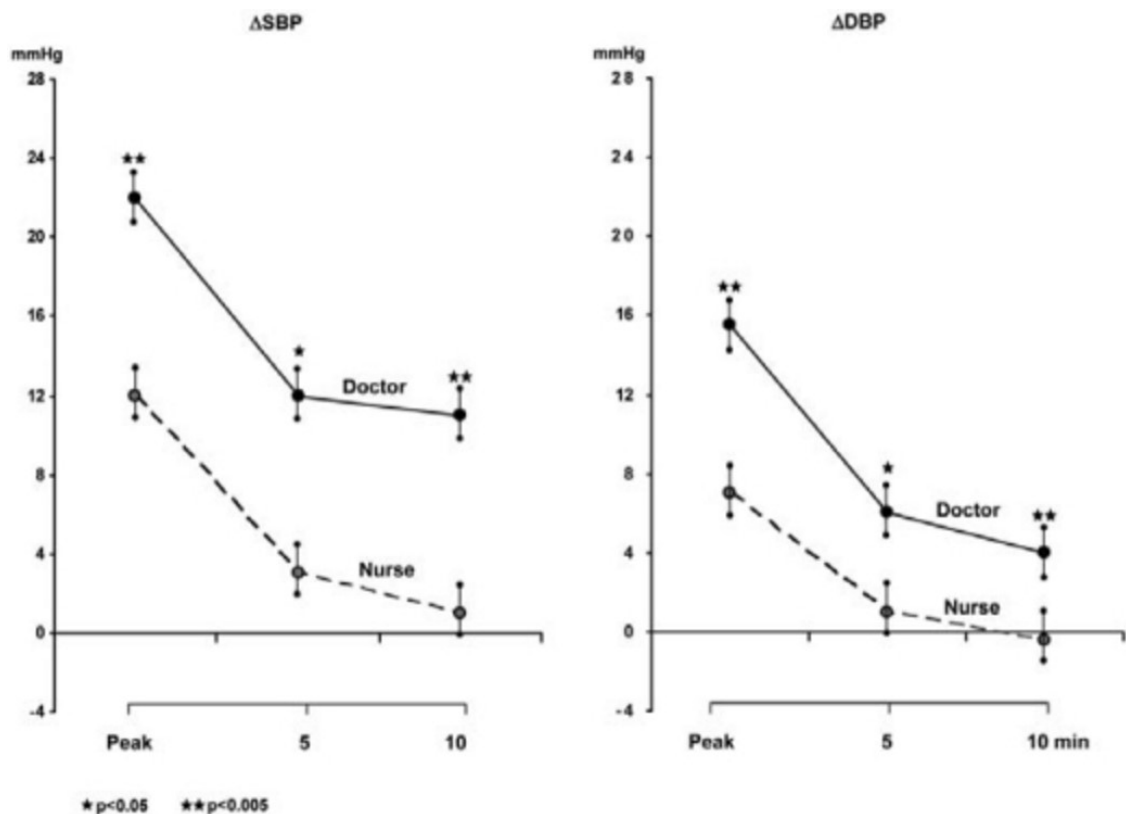 ΔSBP
mmHg
28
24
20
16
12
8
4
0
-4
★★
★
★★
Doctor
Nurse
Peak 5 10
ΔDBP
mmHg
28
24
20
16
12
8
4
0
-4
★★
★
★★
Doctor
Nurse
Peak 5 10 min
★ p<0.05 ★★ p<0.005